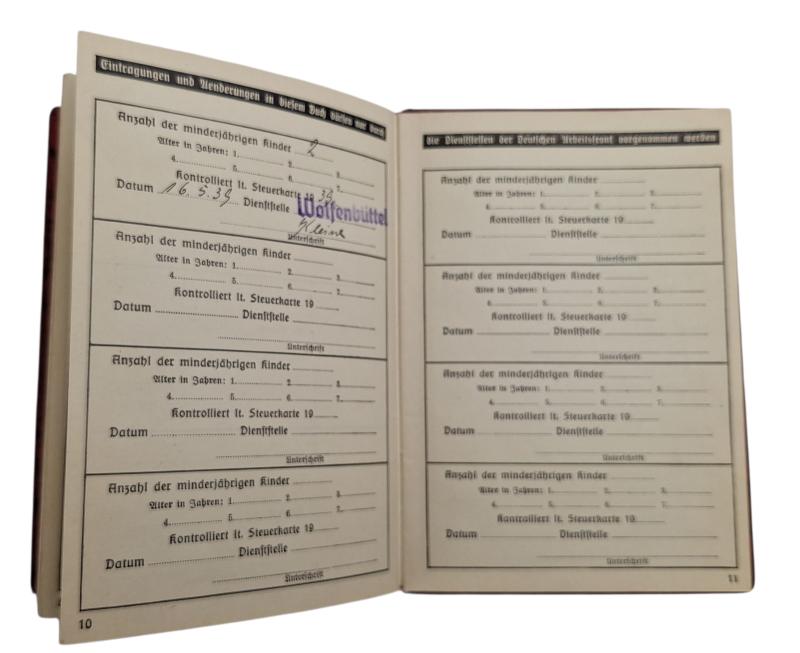 Eintragungen und Aenderungen in diesem Buch dürfen nur durch
Anzahl der minderjährigen Kinder 2
Alter in Jahren: 1. 2. 3.
4. 5. 6. 7.
Kontrolliert lt. Steuerkarte 19 39
Datum 16.5.39 Dienststelle Wolfenbüttel
Kleine
Unterschrift
Anzahl der minderjährigen Kinder
Alter in Jahren: 1. 2. 3.
4. 5. 6. 7.
Kontrolliert lt. Steuerkarte 19
Datum Dienststelle
Unterschrift
Anzahl der minderjährigen Kinder
Alter in Jahren: 1. 2. 3.
4. 5. 6. 7.
Kontrolliert lt. Steuerkarte 19
Datum Dienststelle
Unterschrift
Anzahl der minderjährigen Kinder
Alter in Jahren: 1. 2. 3.
4. 5. 6. 7.
Kontrolliert lt. Steuerkarte 19
Datum Dienststelle
Unterschrift
10
die Dienststellen der Deutschen Arbeitsfront vorgenommen werden
Anzahl der minderjährigen Kinder
Alter in Jahren: 1. 2. 3.
4. 5. 6. 7.
Kontrolliert lt. Steuerkarte 19
Datum Dienststelle
Unterschrift
Anzahl der minderjährigen Kinder
Alter in Jahren: 1. 2. 3.
4. 5. 6. 7.
Kontrolliert lt. Steuerkarte 19
Datum Dienststelle
Unterschrift
Anzahl der minderjährigen Kinder
Alter in Jahren: 1. 2. 3.
4. 5. 6. 7.
Kontrolliert lt. Steuerkarte 19
Datum Dienststelle
Unterschrift
Anzahl der minderjährigen Kinder
Alter in Jahren: 1. 2. 3.
4. 5. 6. 7.
Kontrolliert lt. Steuerkarte 19
Datum Dienststelle
Unterschrift
11